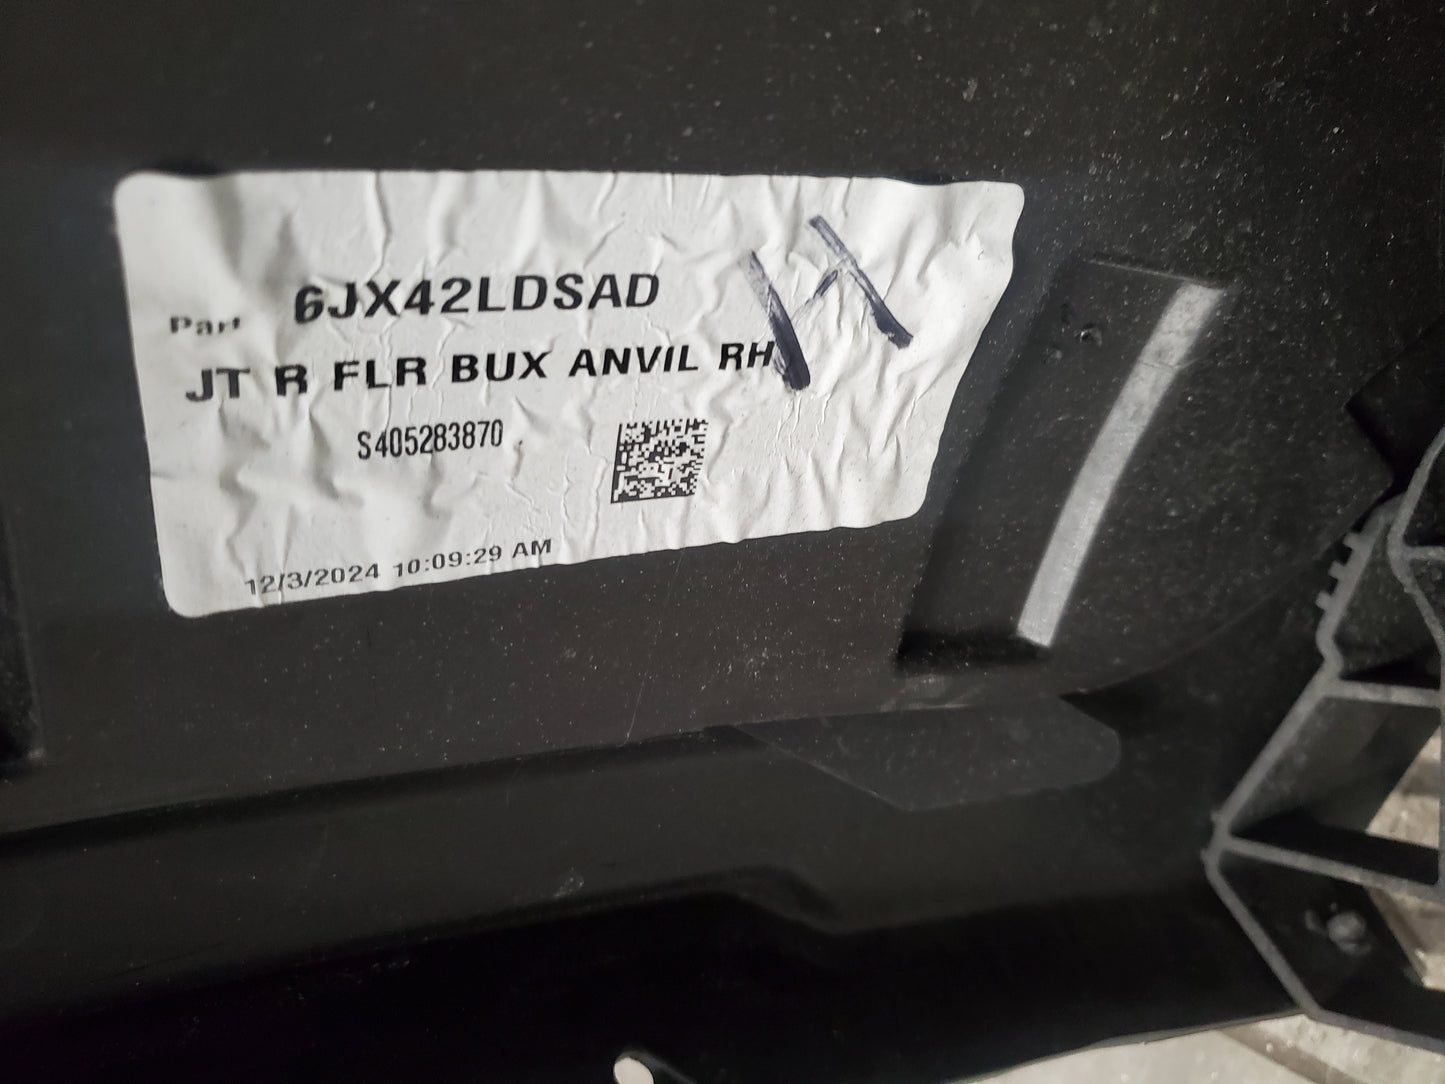 Part 6JX42LDSAD
JT R FLR BUX ANVIL RH
S405283870
12/3/2024 10:09:29 AM